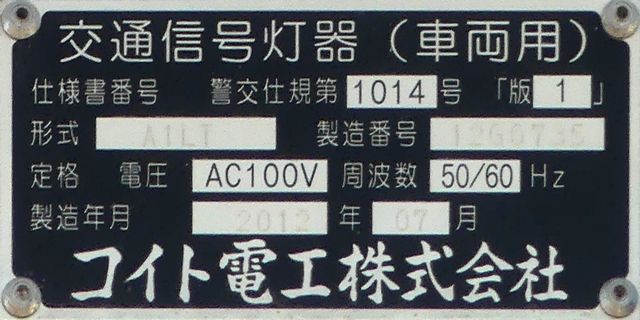 交通信号灯器（車両用）
仕様書番号 警交仕規第 1014 号 「版 1 」
形式 A1LT 製造番号 12G0735
定格 電圧 AC100V 周波数 50/60 Hz
製造年月 2012 年 07 月
コイト電工株式会社